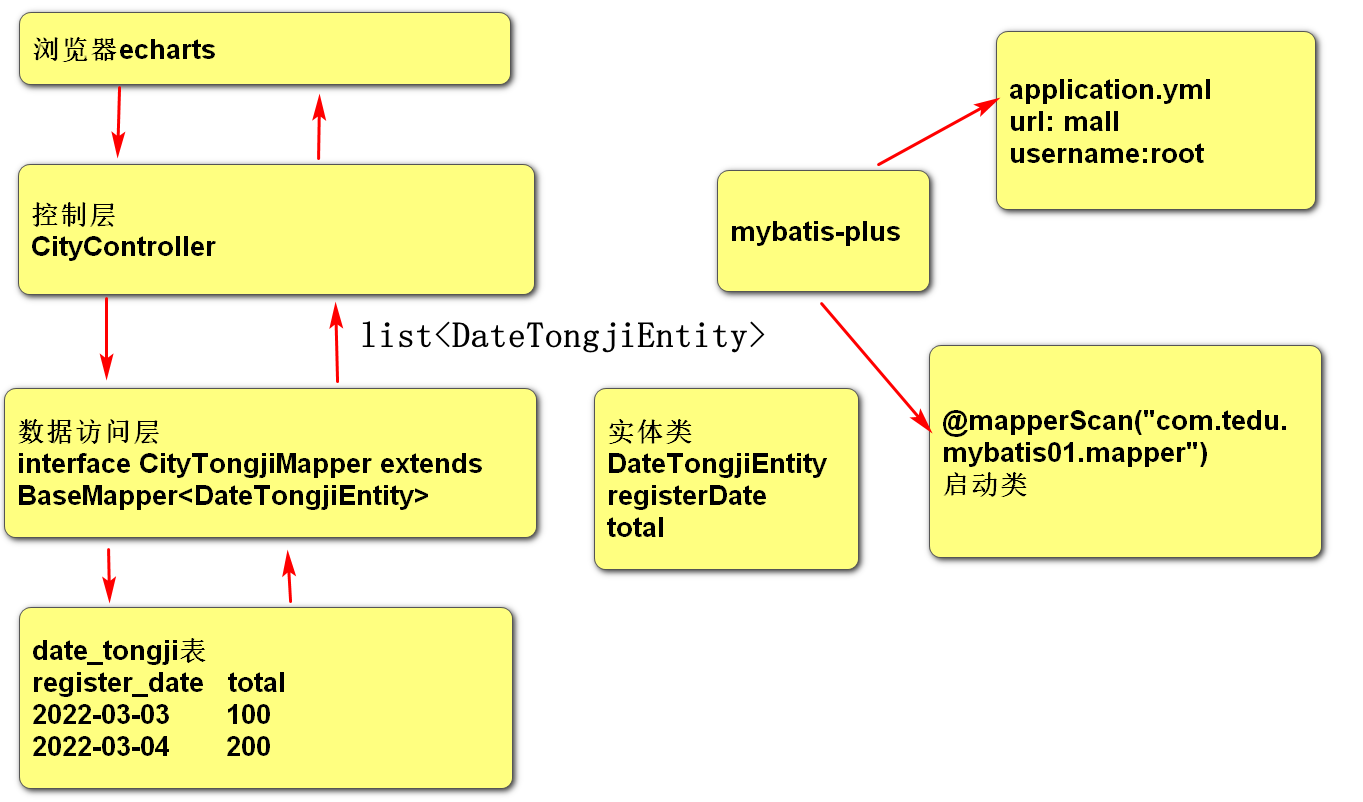 浏览器echarts
控制层
CityController
list<DateTongjiEntity>
数据访问层
interface CityTongjiMapper extends
BaseMapper<DateTongjiEntity>
实体类
DateTongjiEntity
registerDate
total
date_tongji表
register_date total
2022-03-03 100
2022-03-04 200
mybatis-plus
application.yml
url: mall
username:root
@mapperScan("com.tedu.
mybatis01.mapper")
启动类